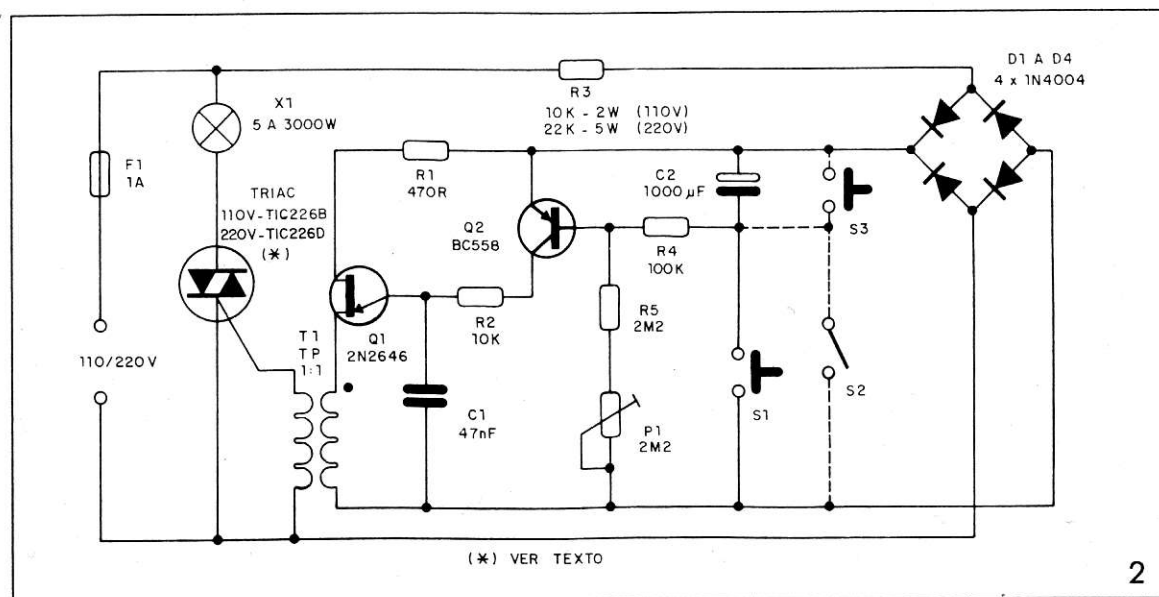 D1 A D4
4 x 1N4004
R3
10K - 2W (110V)
22K - 5W (220V)
X1
5 A 3000W
F1
1A
R1
470R
C2
1000 µF
TRIAC
110V-TIC226B
220V-TIC226D
(*)
Q2
BC558
S3
R4
100K
R2
10K
R5
2M2
Q1
2N2646
T1
TP
1:1
110/220V
S2
S1
C1
47nF
P1
2M2
(*) VER TEXTO
2